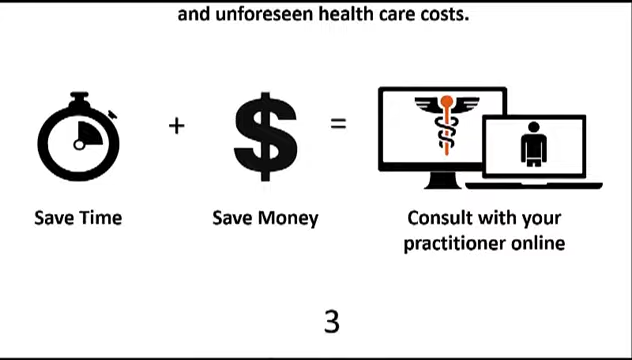 and unforeseen health care costs.
+
$
=
Save Time
Save Money
Consult with your
practitioner online
3